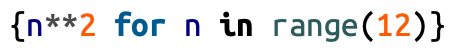 {n**2 for n in range(12)}